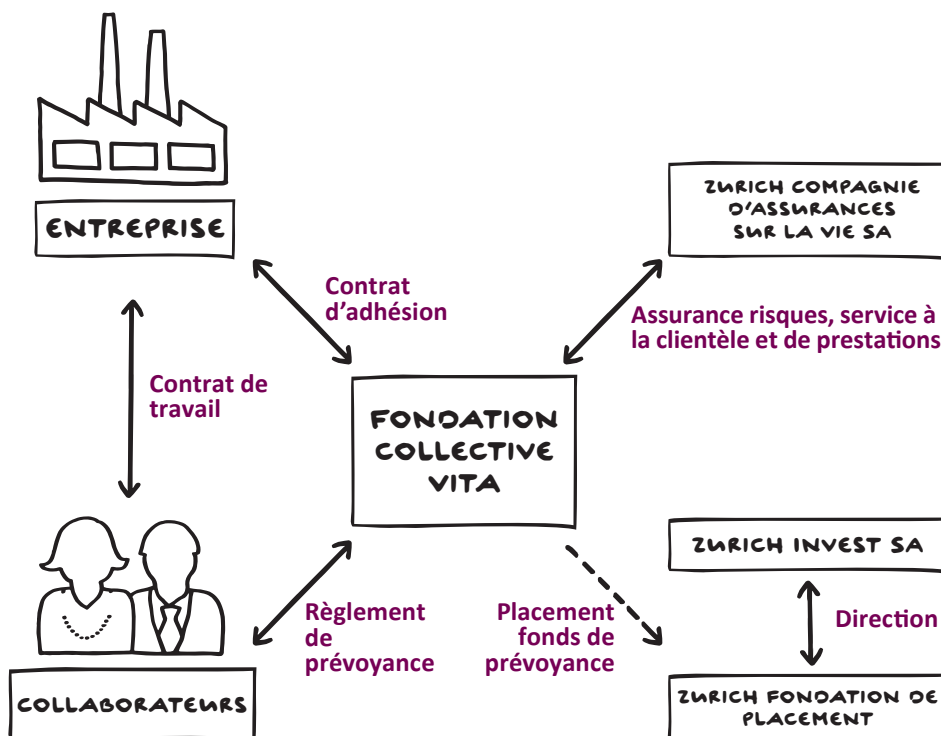 ENTREPRISE
ZURICH COMPAGNIE
D'ASSURANCES
SUR LA VIE SA
Contrat
d'adhésion
Assurance risques, service à
la clientèle et de prestations
Contrat de
travail
FONDATION
COLLECTIVE
VITA
ZURICH INVEST SA
Règlement
de
prévoyance
Placement
fonds de
prévoyance
Direction
COLLABORATEURS
ZURICH FONDATION DE
PLACEMENT